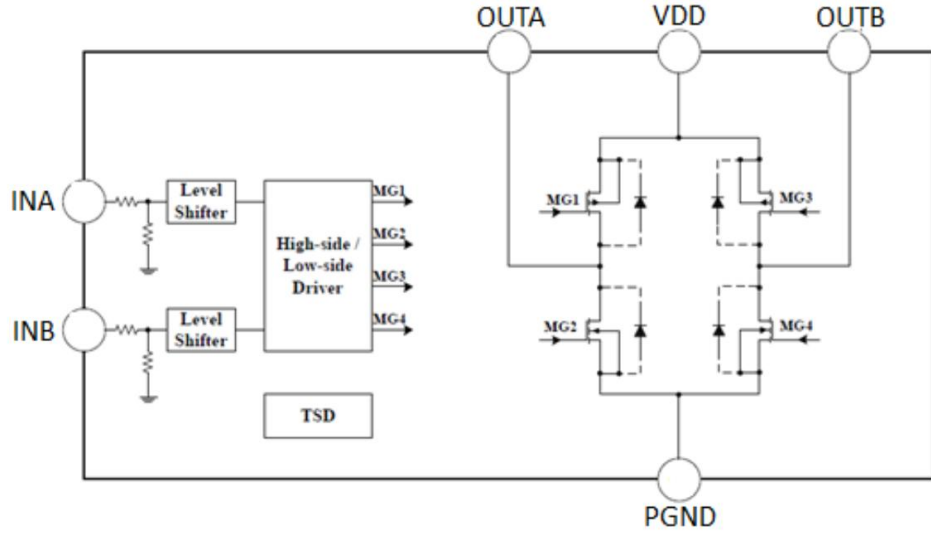 OUTA
VDD
OUTB
INA
Level
Shifter
MG1
MG2
MG3
MG4
High-side /
Low-side
Driver
INB
Level
Shifter
TSD
MG1
MG3
MG2
MG4
PGND